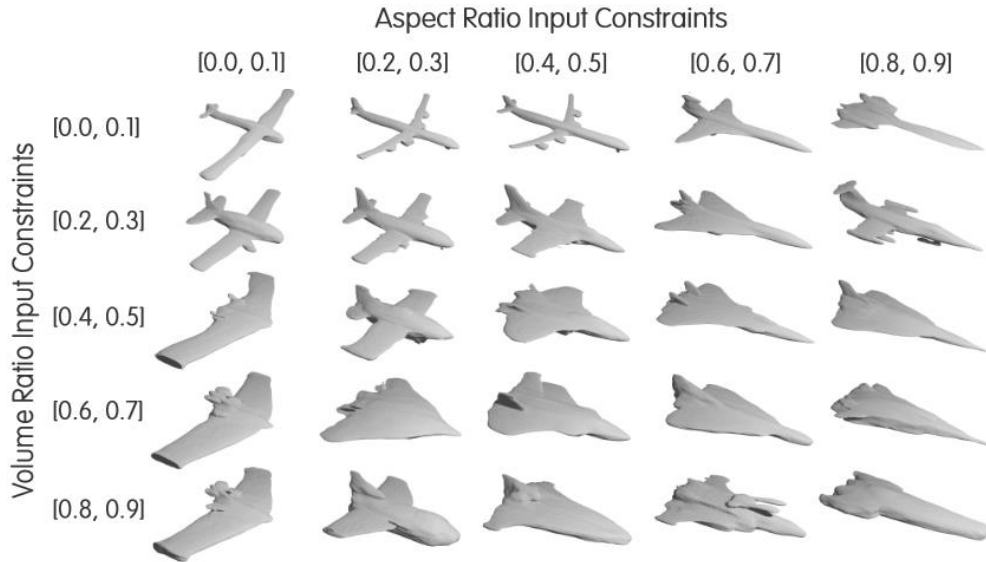 Aspect Ratio Input Constraints
[0.0, 0.1] [0.2, 0.3] [0.4, 0.5] [0.6, 0.7] [0.8, 0.9]
Volume Ratio Input Constraints
[0.0, 0.1]
[0.2, 0.3]
[0.4, 0.5]
[0.6, 0.7]
[0.8, 0.9]